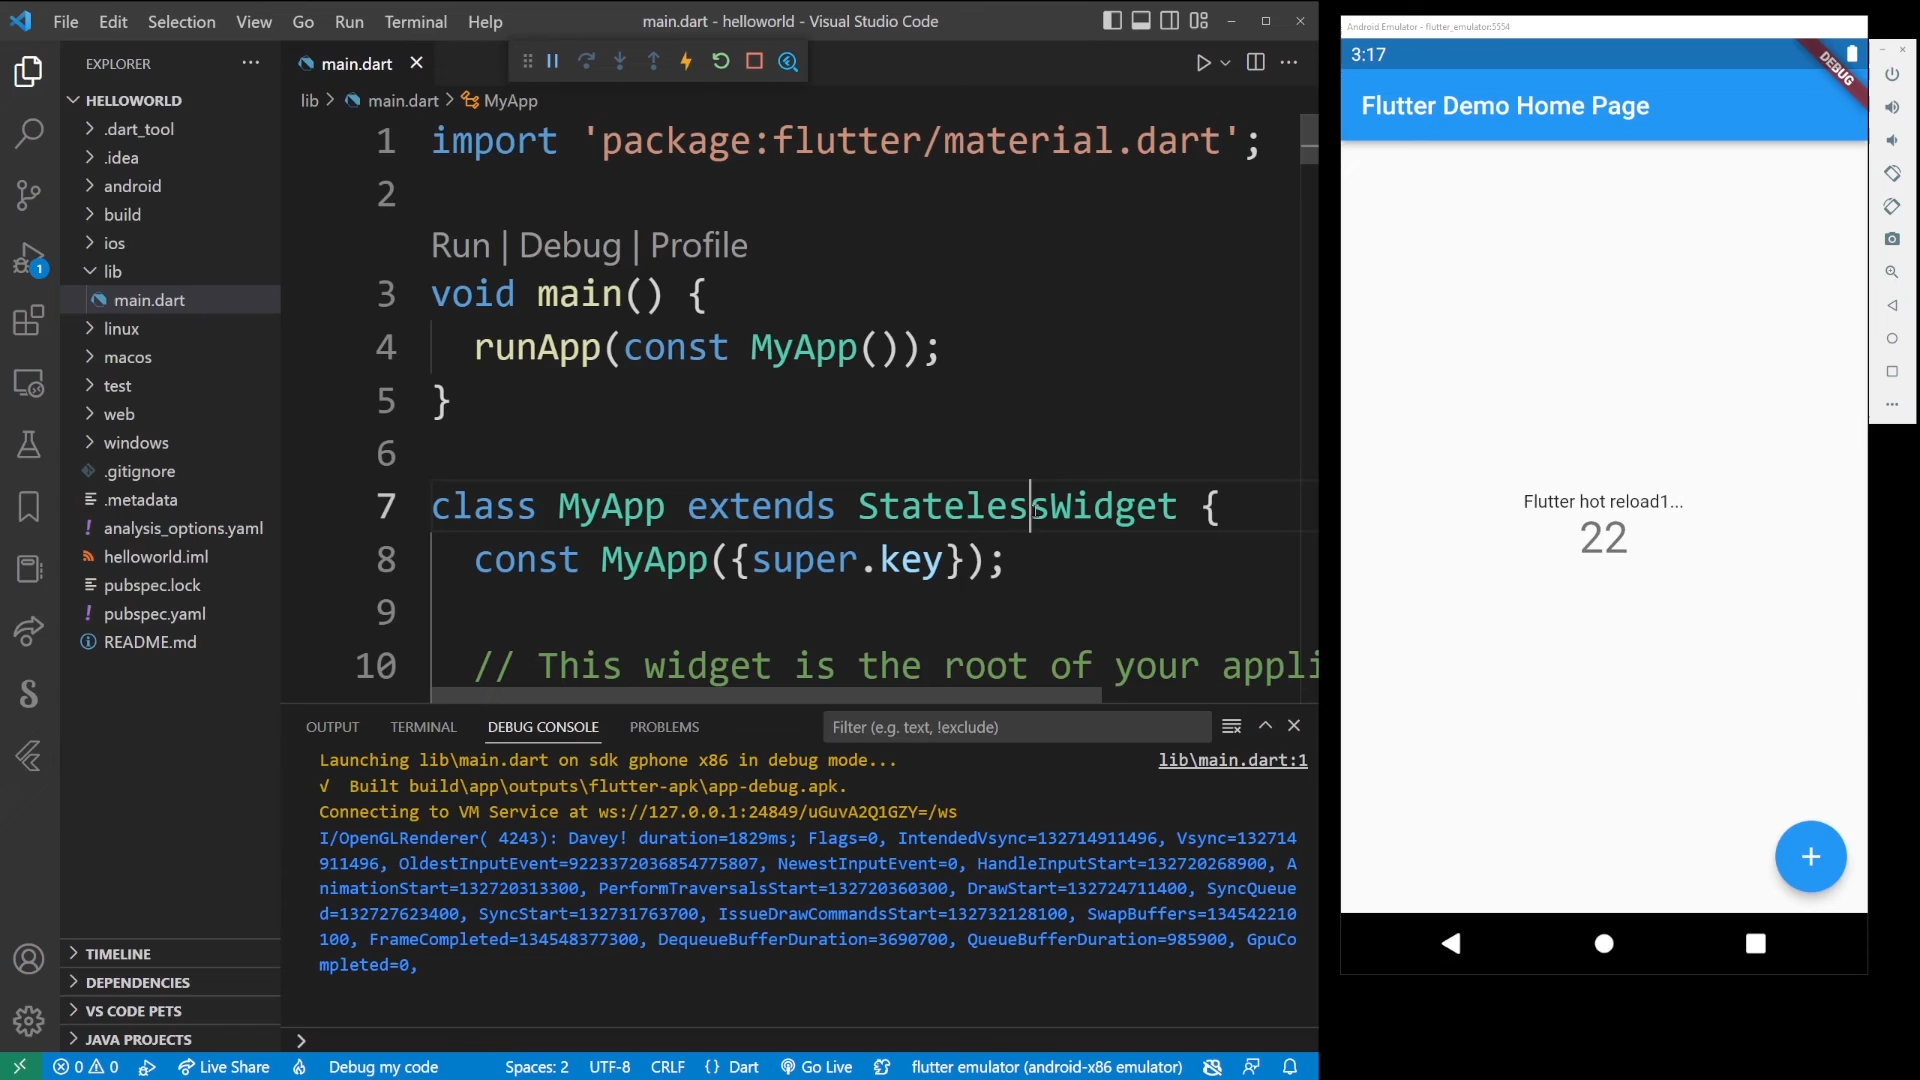 File Edit Selection View Go Run Terminal Help
main.dart - helloworld - Visual Studio Code
EXPLORER
HELLOWORLD
.dart_tool
.idea
android
build
ios
lib
main.dart
linux
macos
test
web
windows
.gitignore
.metadata
analysis_options.yaml
helloworld.iml
pubspec.lock
pubspec.yaml
README.md
TIMELINE
DEPENDENCIES
VS CODE PETS
JAVA PROJECTS
1
main.dart
lib > main.dart > MyApp
1 import 'package:flutter/material.dart';
2
Run | Debug | Profile
3 void main() {
4 runApp(const MyApp());
5 }
6
7 class MyApp extends StatelessWidget {
8 const MyApp({super.key});
9
10 // This widget is the root of your appli
OUTPUT TERMINAL DEBUG CONSOLE PROBLEMS
Filter (e.g. text, !exclude)
Launching lib\main.dart on sdk gphone x86 in debug mode... lib\main.dart:1
√ Built build\app\outputs\flutter-apk\app-debug.apk.
Connecting to VM Service at ws://127.0.0.1:24849/uGuvA2Q1GZY=/ws
I/OpenGLRenderer( 4243): Davey! duration=1829ms; Flags=0, IntendedVsync=132714911496, Vsync=132714
911496, OldestInputEvent=9223372036854775807, NewestInputEvent=0, HandleInputStart=132720268900, A
nimationStart=132720313300, PerformTraversalsStart=132720360300, DrawStart=132724711400, SyncQueue
d=132727623400, SyncStart=132731763700, IssueDrawCommandsStart=132732128100, SwapBuffers=134542210
100, FrameCompleted=134548377300, DequeueBufferDuration=3690700, QueueBufferDuration=985900, GpuCo
mpleted=0,
0 0 Live Share Debug my code Spaces: 2 UTF-8 CRLF {} Dart Go Live flutter emulator (android-x86 emulator)
Android Emulator - flutter_emulator:5554
3:17
DEBUG
Flutter Demo Home Page
Flutter hot reload1...
22